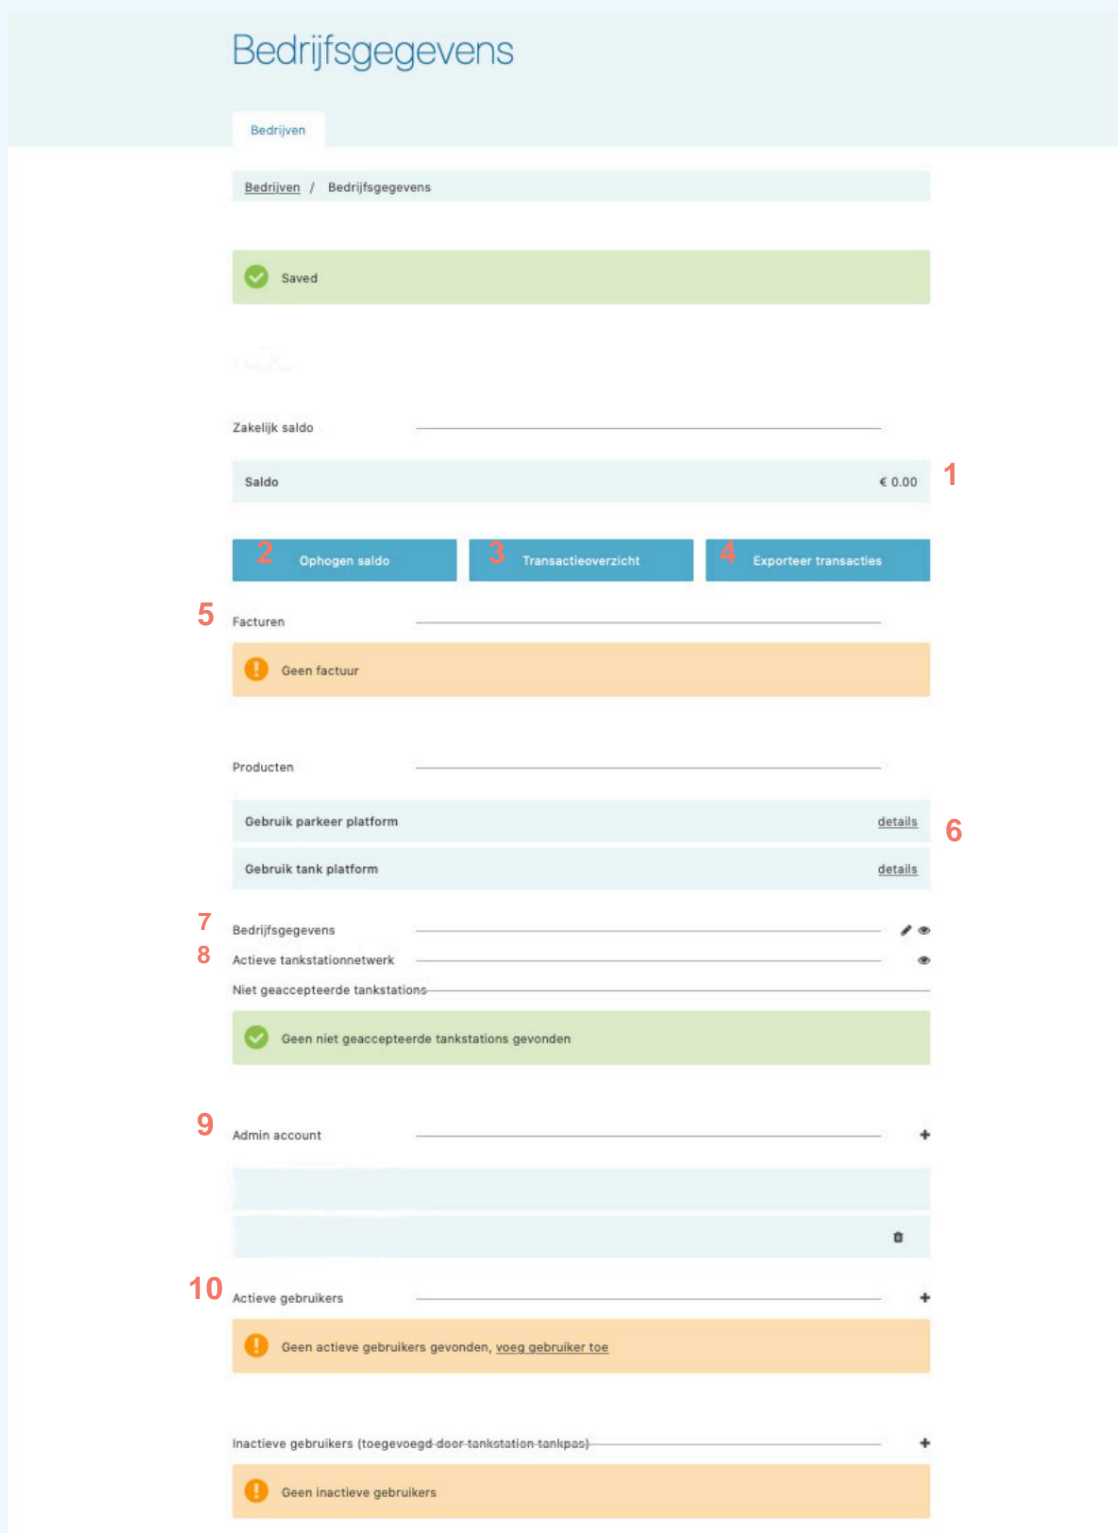 Bedrijfsgegevens
Bedrijven
Bedrijven / Bedrijfsgegevens
Saved
Zakelijk saldo
Saldo € 0.00 1
2 Ophogen saldo 3 Transactieoverzicht 4 Exporteer transacties
5 Facturen
Geen factuur
Producten
Gebruik parkeer platform details 6
Gebruik tank platform details
7 Bedrijfsgegevens
8 Actieve tankstationnetwerk
Niet geaccepteerde tankstations
Geen niet geaccepteerde tankstations gevonden
9 Admin account
10 Actieve gebruikers
Geen actieve gebruikers gevonden, voeg gebruiker toe
Inactieve gebruikers (toegevoegd door tankstation tankpas)
Geen inactieve gebruikers